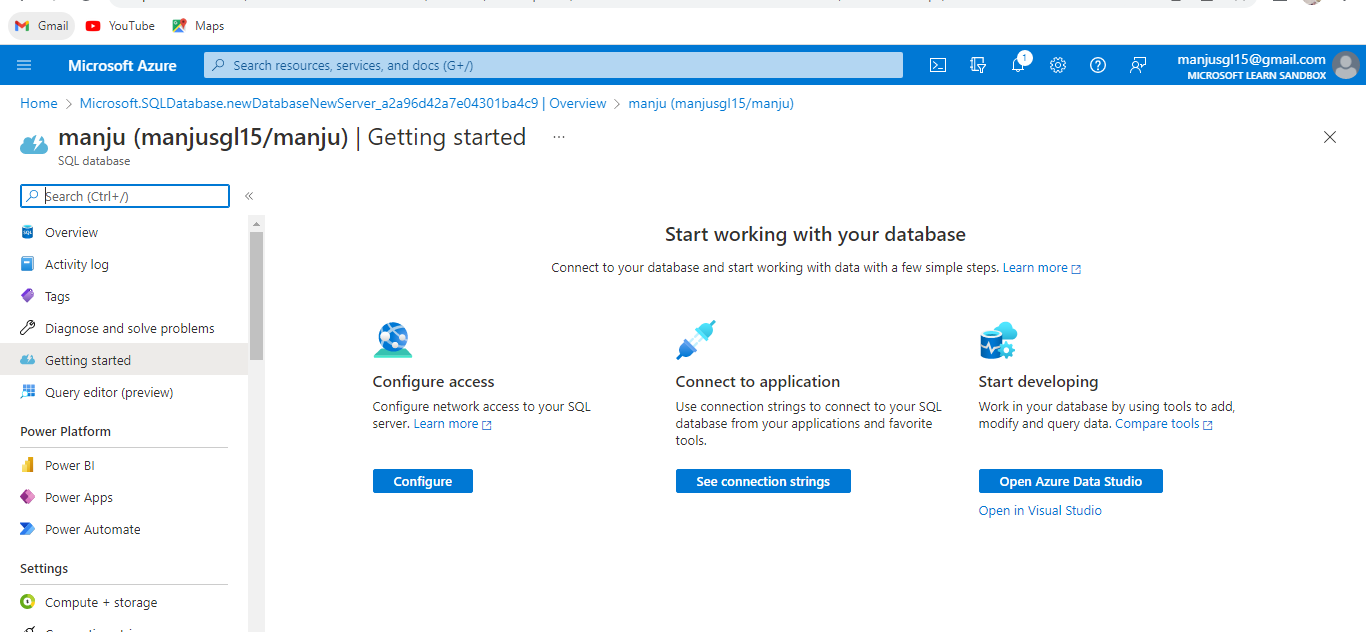 Gmail YouTube Maps
Microsoft Azure Search resources, services, and docs (G+/) 1 manjusgl15@gmail.com
MICROSOFT LEARN SANDBOX
Home > Microsoft.SQLDatabase.newDatabaseNewServer_a2a96d42a7e04301ba4c9 | Overview > manju (manjusgl15/manju)
manju (manjusgl15/manju) | Getting started ...
SQL database
Search (Ctrl+/) «
Overview
Activity log
Tags
Diagnose and solve problems
Getting started
Query editor (preview)
Power Platform
Power BI
Power Apps
Power Automate
Settings
Compute + storage
Start working with your database
Connect to your database and start working with data with a few simple steps. Learn more
Configure access
Configure network access to your SQL
server. Learn more
Configure
Connect to application
Use connection strings to connect to your SQL
database from your applications and favorite
tools.
See connection strings
Start developing
Work in your database by using tools to add,
modify and query data. Compare tools
Open Azure Data Studio
Open in Visual Studio